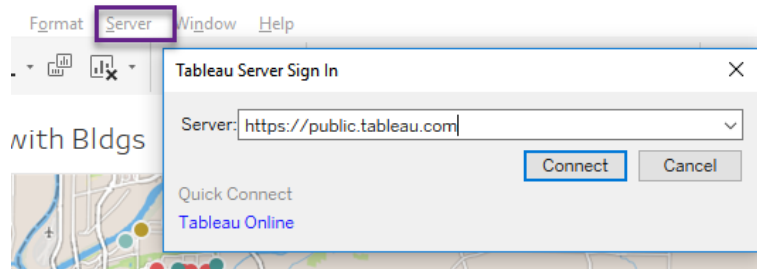 Format Server Window Help
Tableau Server Sign In
with Bldgs
Server: https://public.tableau.com
Connect Cancel
Quick Connect
Tableau Online